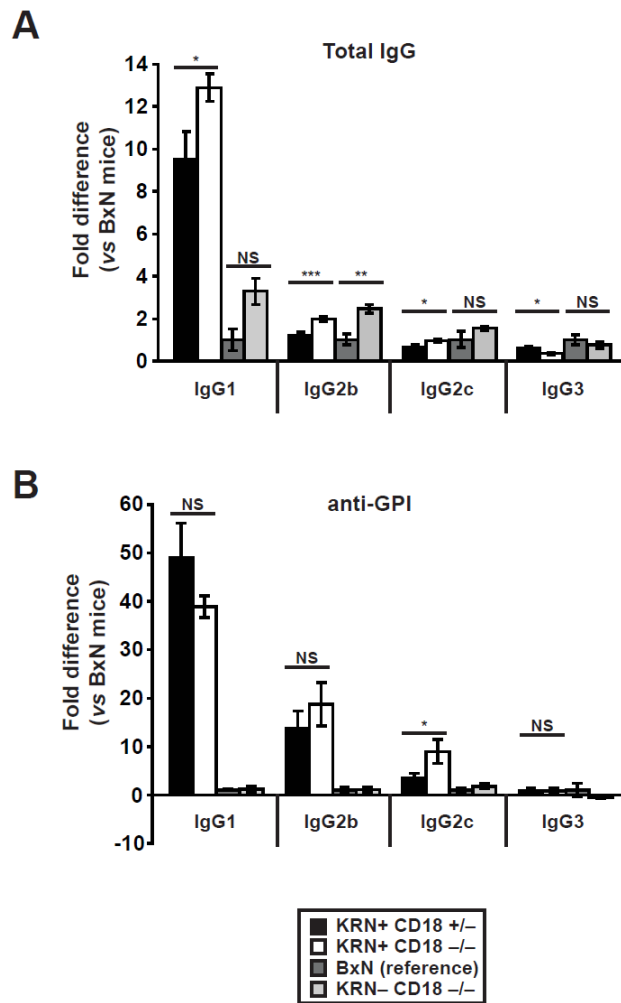 A
Total IgG
Fold difference
(vs BxN mice)
14
12
10
8
6
4
2
0
*
NS
***
**
*
NS
*
NS
IgG1
IgG2b
IgG2c
IgG3
B
anti-GPI
Fold difference
(vs BxN mice)
60
50
40
30
20
10
0
-10
NS
NS
*
NS
IgG1
IgG2b
IgG2c
IgG3
KRN+ CD18 +/–
KRN+ CD18 –/–
BxN (reference)
KRN– CD18 –/–